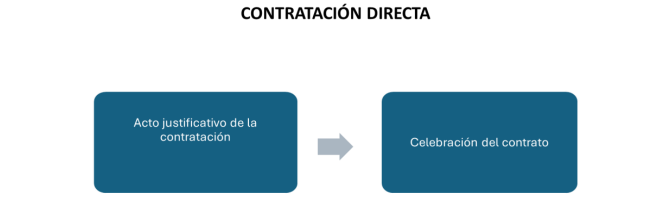 CONTRATACIÓN DIRECTA
Acto justificativo de la
contratación
Celebración del contrato